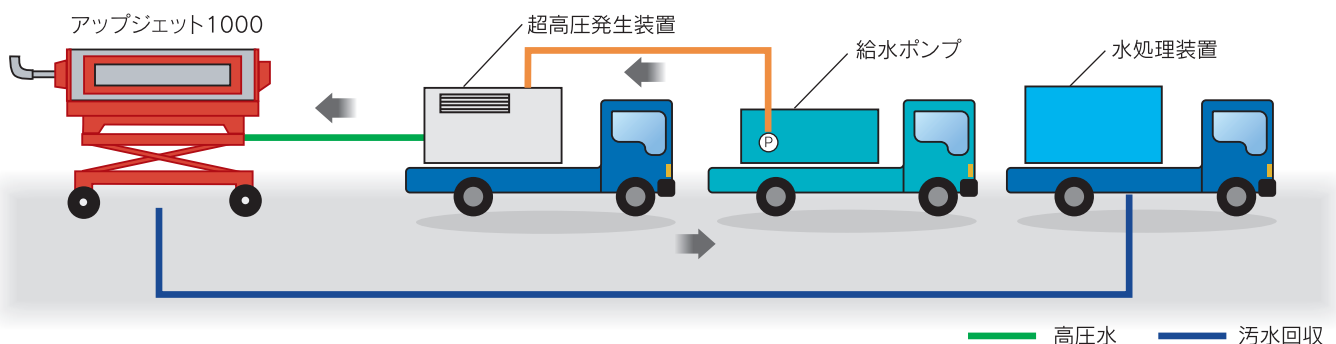 アップジェット1000
超高圧発生装置
給水ポンプ
水処理装置
P
高圧水
汚水回収